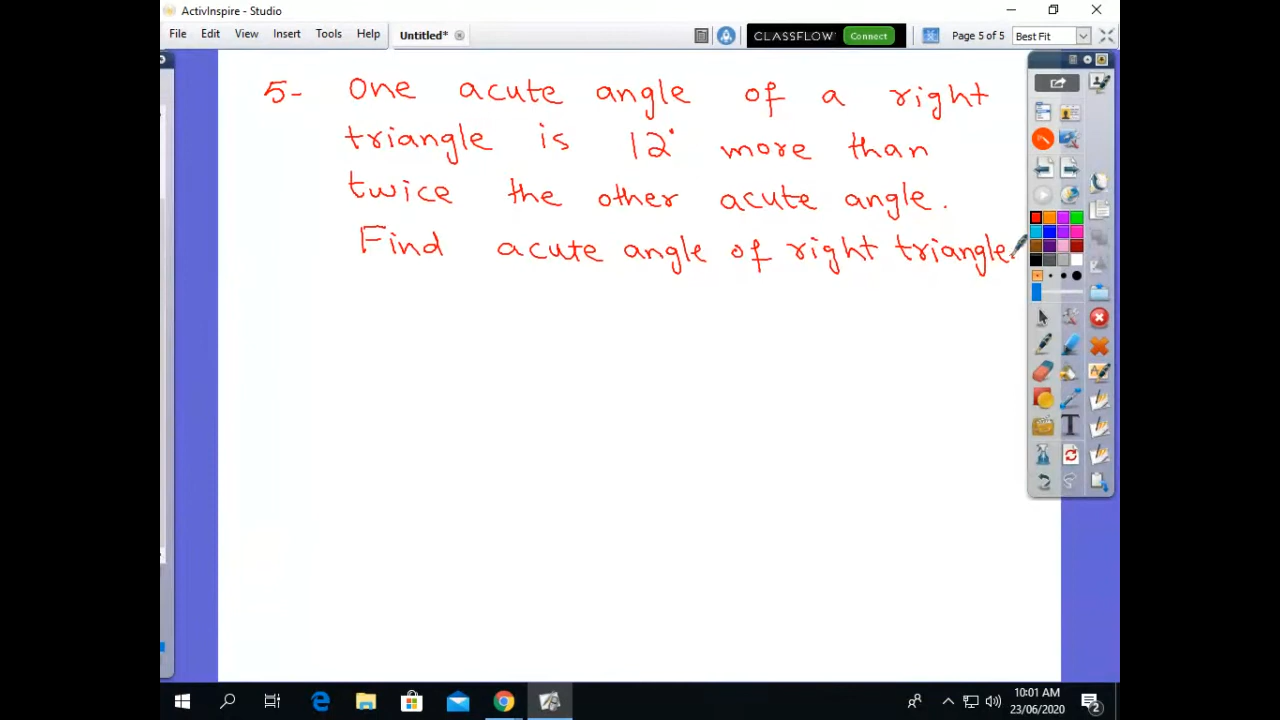 ActivInspire - Studio
File Edit View Insert Tools Help Untitled* CLASSFLOW Connect Page 5 of 5 Best Fit
5- One acute angle of a right
triangle is 12° more than
twice the other acute angle.
Find acute angle of right triangle.
10:01 AM
23/06/2020
2